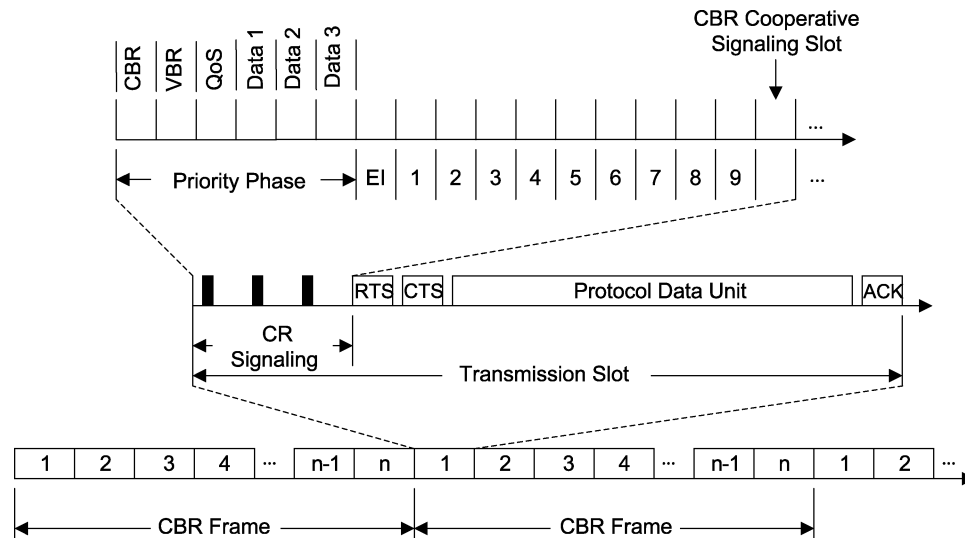 CBR Cooperative
Signaling Slot
CBR
VBR
QoS
Data 1
Data 2
Data 3
...
Priority Phase
EI 1 2 3 4 5 6 7 8 9 ...
RTS CTS Protocol Data Unit ACK
CR
Signaling
Transmission Slot
1 2 3 4 ... n-1 n 1 2 3 4 ... n-1 n 1 2 ...
CBR Frame CBR Frame